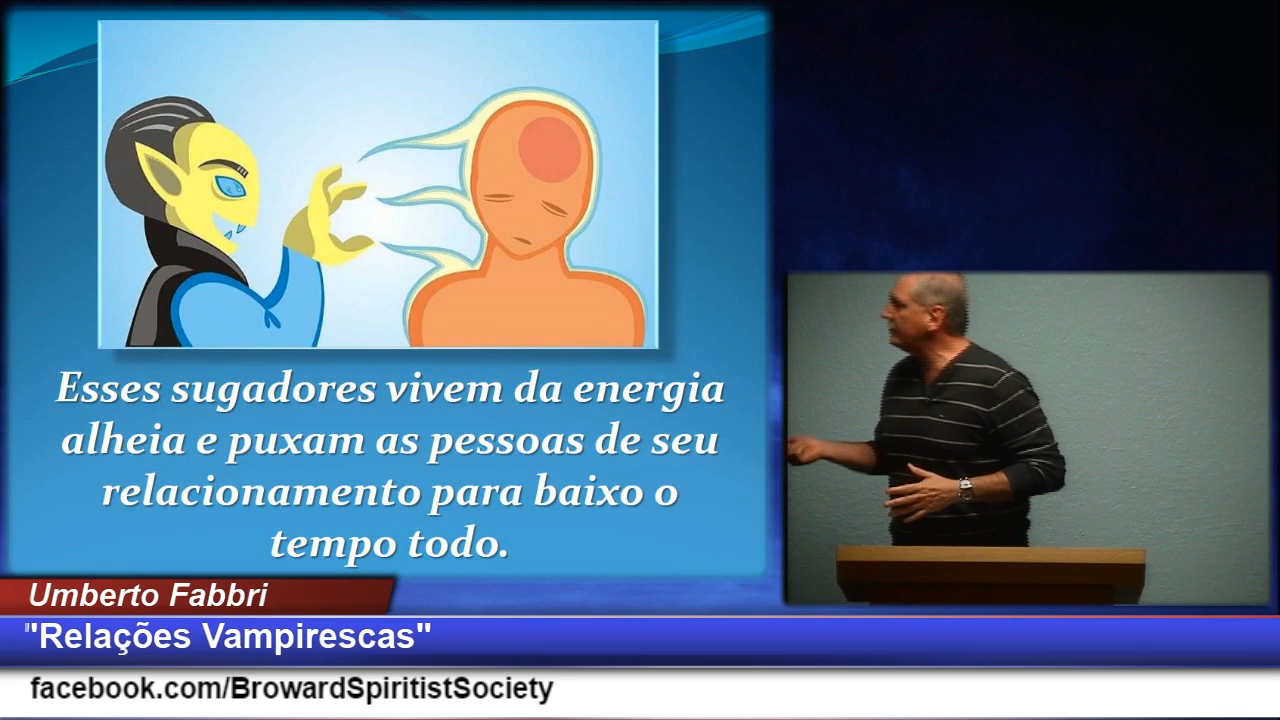 Esses sugadores vivem da energia
alheia e puxam as pessoas de seu
relacionamento para baixo o
tempo todo.
Umberto Fabbri
"Relações Vampirescas"
facebook.com/BrowardSpiritistSociety